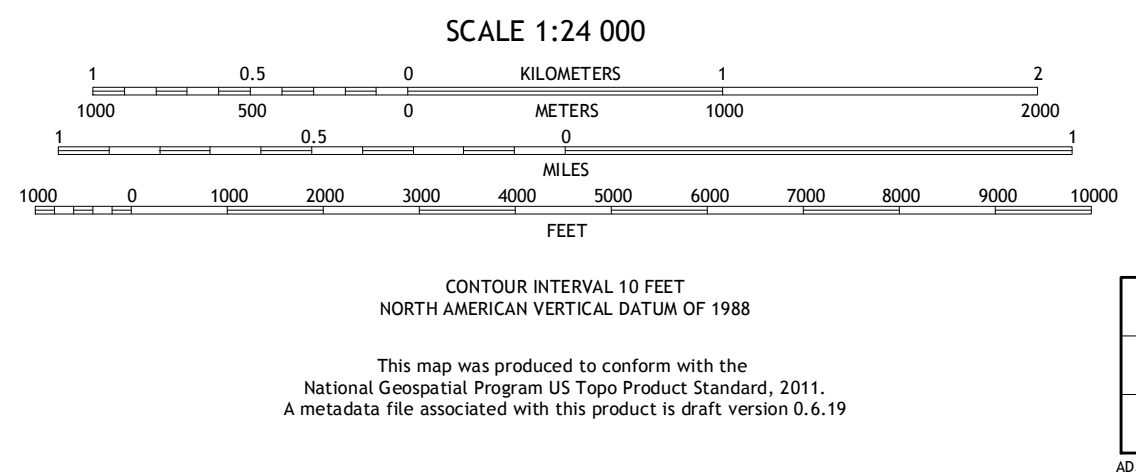 SCALE 1:24 000
1 0.5 0 KILOMETERS 1 2
1000 500 0 METERS 1000 2000
1 0.5 0 1
MILES
1000 0 1000 2000 3000 4000 5000 6000 7000 8000 9000 10000
FEET
CONTOUR INTERVAL 10 FEET
NORTH AMERICAN VERTICAL DATUM OF 1988
This map was produced to conform with the
National Geospatial Program US Topo Product Standard, 2011.
A metadata file associated with this product is draft version 0.6.19